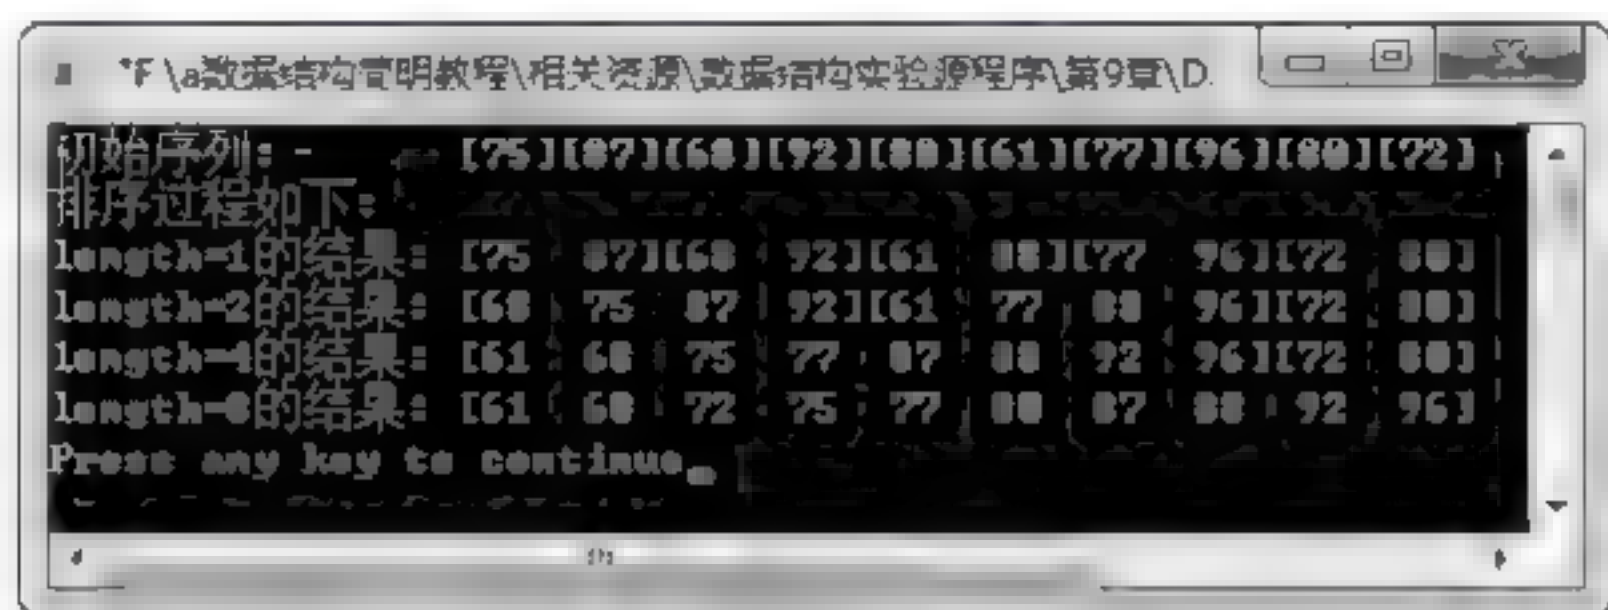 "F:\a数据结构简明教程\相关资源\数据结构实验源程序\第9章\D.
初始序列: [75][87][68][92][88][61][77][96][80][72]
排序过程如下:
length=1的结果: [75 87][68 92][61 88][77 96][72 80]
length=2的结果: [68 75 87 92][61 77 88 96][72 80]
length=4的结果: [61 68 75 77 87 88 92 96][72 80]
length=8的结果: [61 68 72 75 77 80 87 88 92 96]
Press any key to continue_